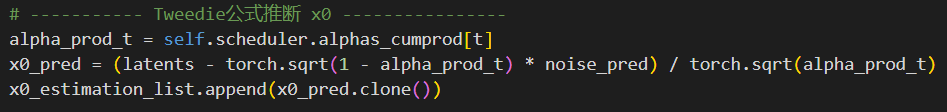 # ----------- Tweedie公式推断 x0 ----------------
alpha_prod_t = self.scheduler.alphas_cumprod[t]
x0_pred = (latents - torch.sqrt(1 - alpha_prod_t) * noise_pred) / torch.sqrt(alpha_prod_t)
x0_estimation_list.append(x0_pred.clone())